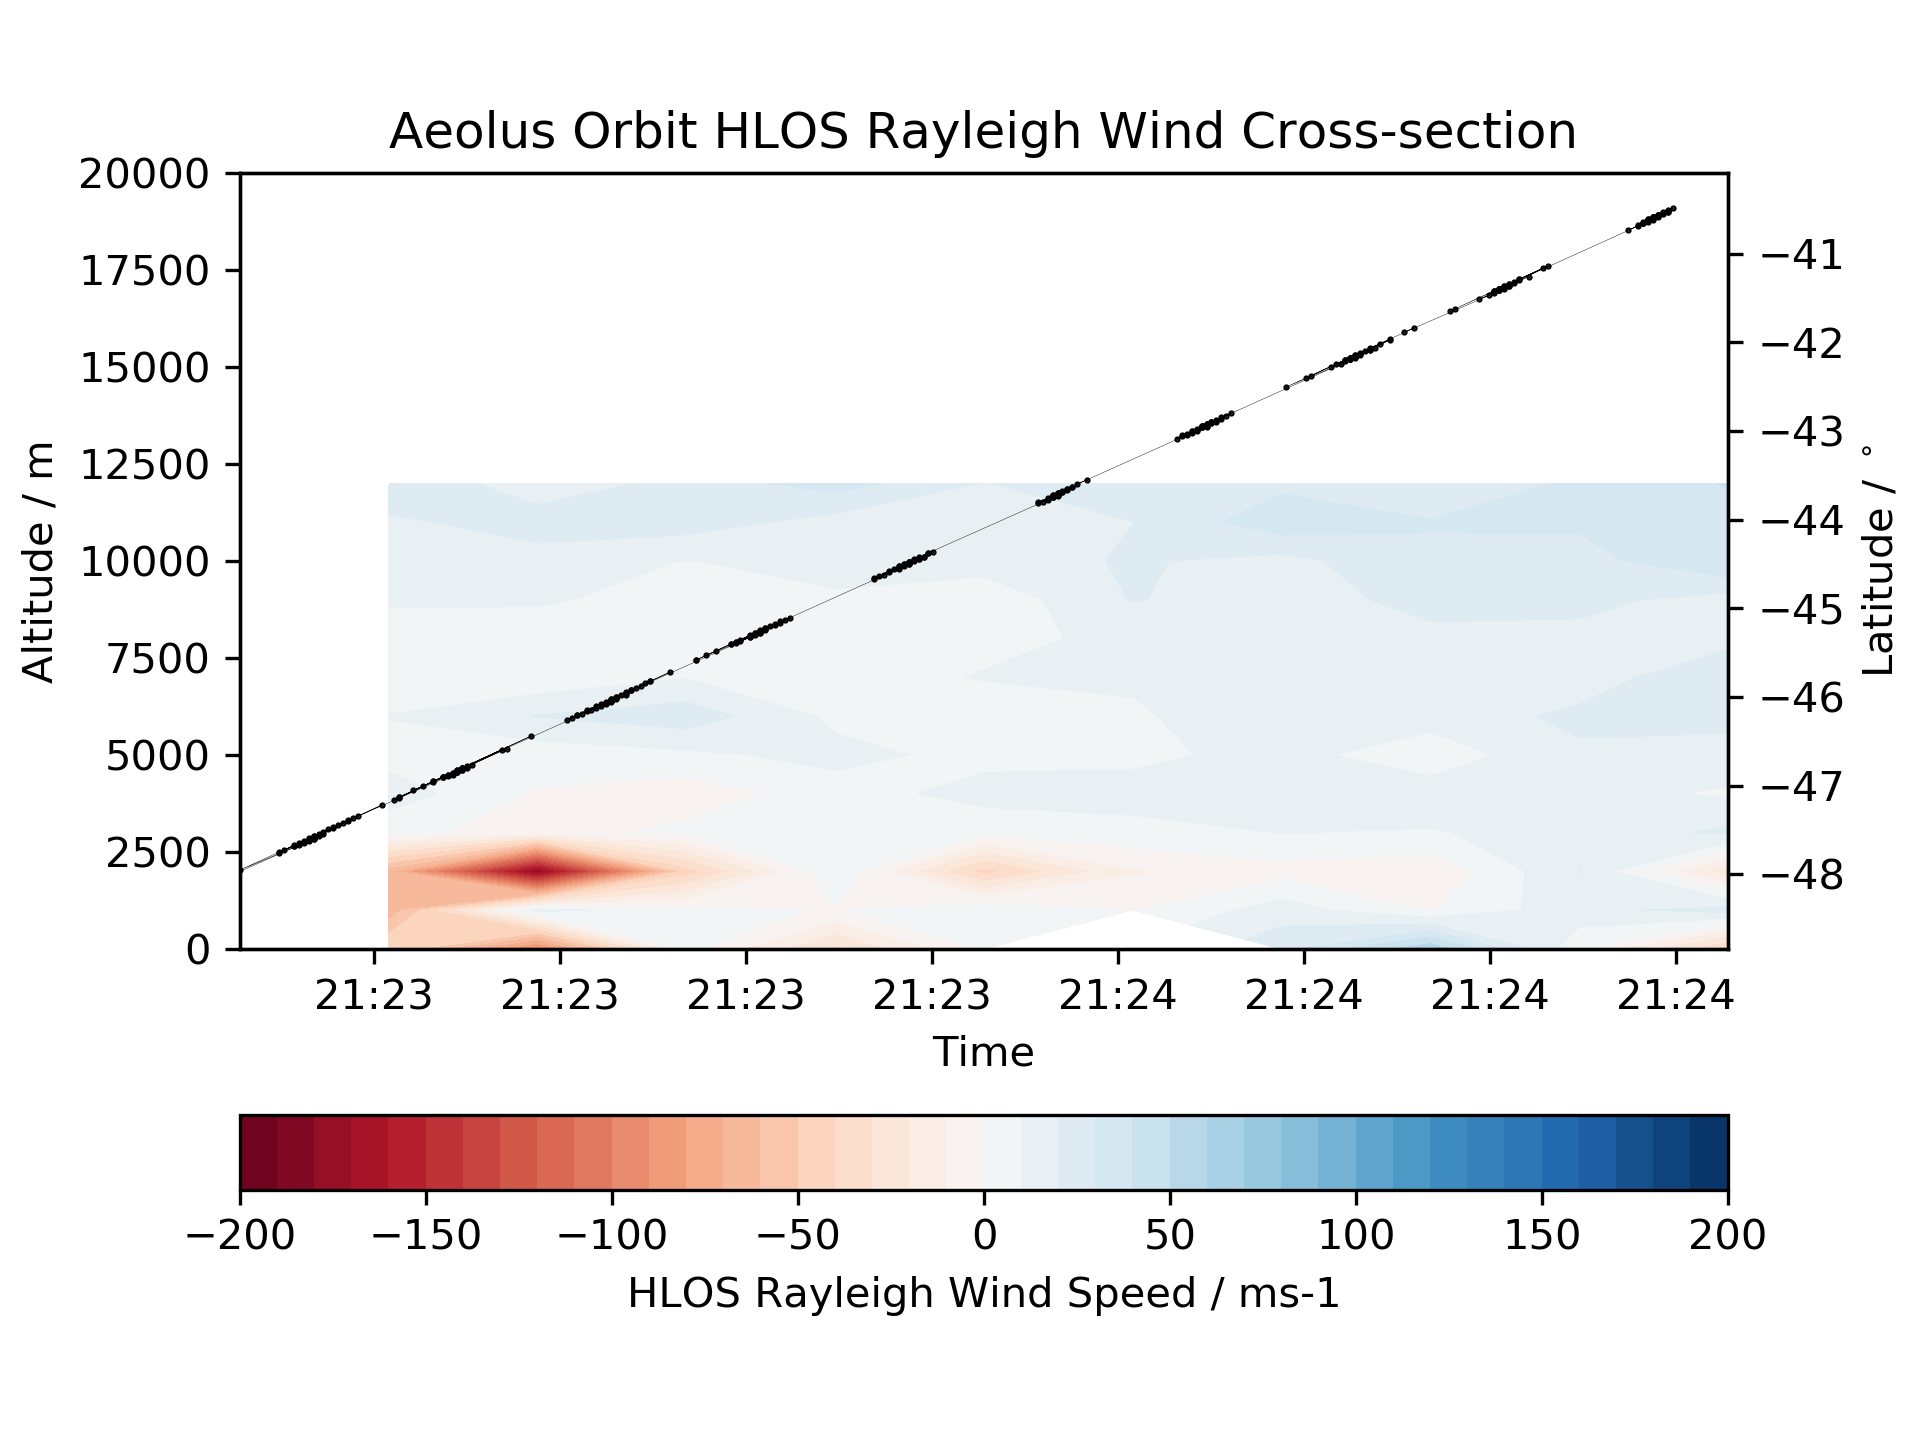 Aeolus Orbit HLOS Rayleigh Wind Cross-section
20000
17500
15000
12500
10000
7500
5000
2500
0
Altitude / m
−41
−42
−43
−44
−45
−46
−47
−48
Latitude / °
21:23 21:23 21:23 21:23 21:24 21:24 21:24 21:24
Time
−200 −150 −100 −50 0 50 100 150 200
HLOS Rayleigh Wind Speed / ms-1